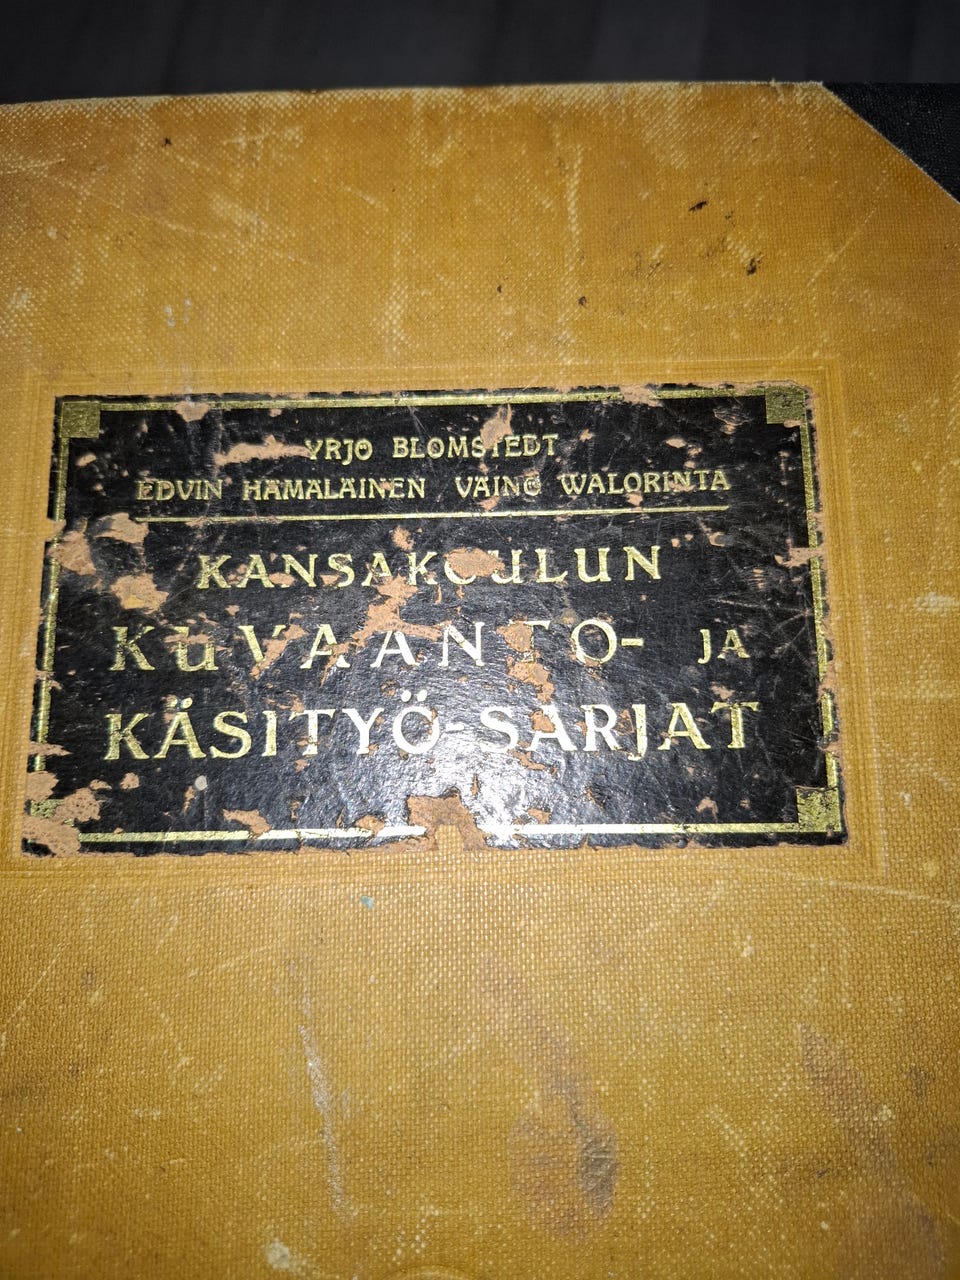 YRJÖ BLOMSTEDT
EDVIN HÄMÄLÄINEN VÄINÖ WALORINTA
KANSAKOULUN
KUVAANTO- JA
KÄSITYÖ-SARJAT